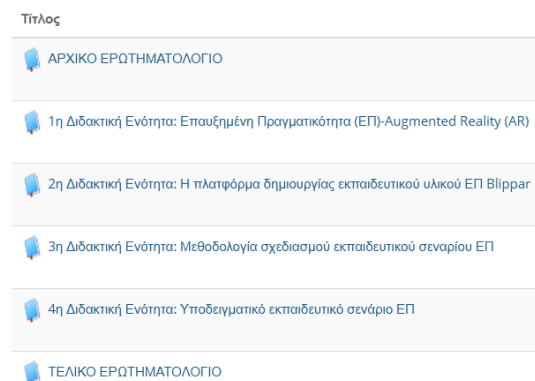 Τίτλος
ΑΡΧΙΚΟ ΕΡΩΤΗΜΑΤΟΛΟΓΙΟ
1η Διδακτική Ενότητα: Επαυξημένη Πραγματικότητα (ΕΠ)-Augmented Reality (AR)
2η Διδακτική Ενότητα: Η πλατφόρμα δημιουργίας εκπαιδευτικού υλικού ΕΠ Blippar
3η Διδακτική Ενότητα: Μεθοδολογία σχεδιασμού εκπαιδευτικού σεναρίου ΕΠ
4η Διδακτική Ενότητα: Υποδειγματικό εκπαιδευτικό σενάριο ΕΠ
ΤΕΛΙΚΟ ΕΡΩΤΗΜΑΤΟΛΟΓΙΟ